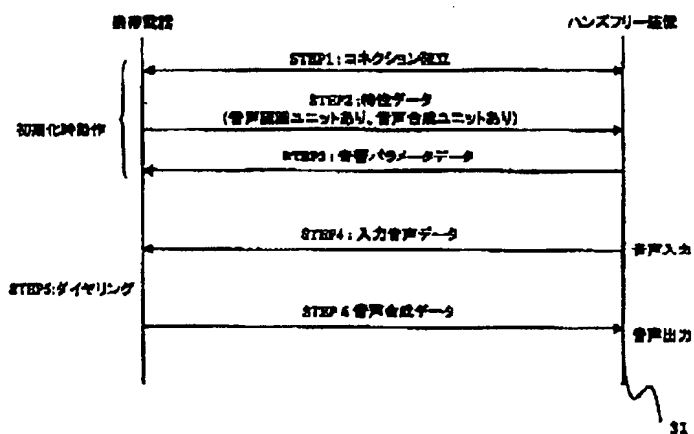 携帯電話
ハンズフリー装置
STEP1:コネクション確立
STEP2:特性データ
(音声認識ユニットあり、音声合成ユニットあり)
初期化時動作
STEP3:音響パラメータデータ
STEP4:入力音声データ
音声入力
STEP5:ダイヤリング
STEP6 音声合成データ
音声出力
31